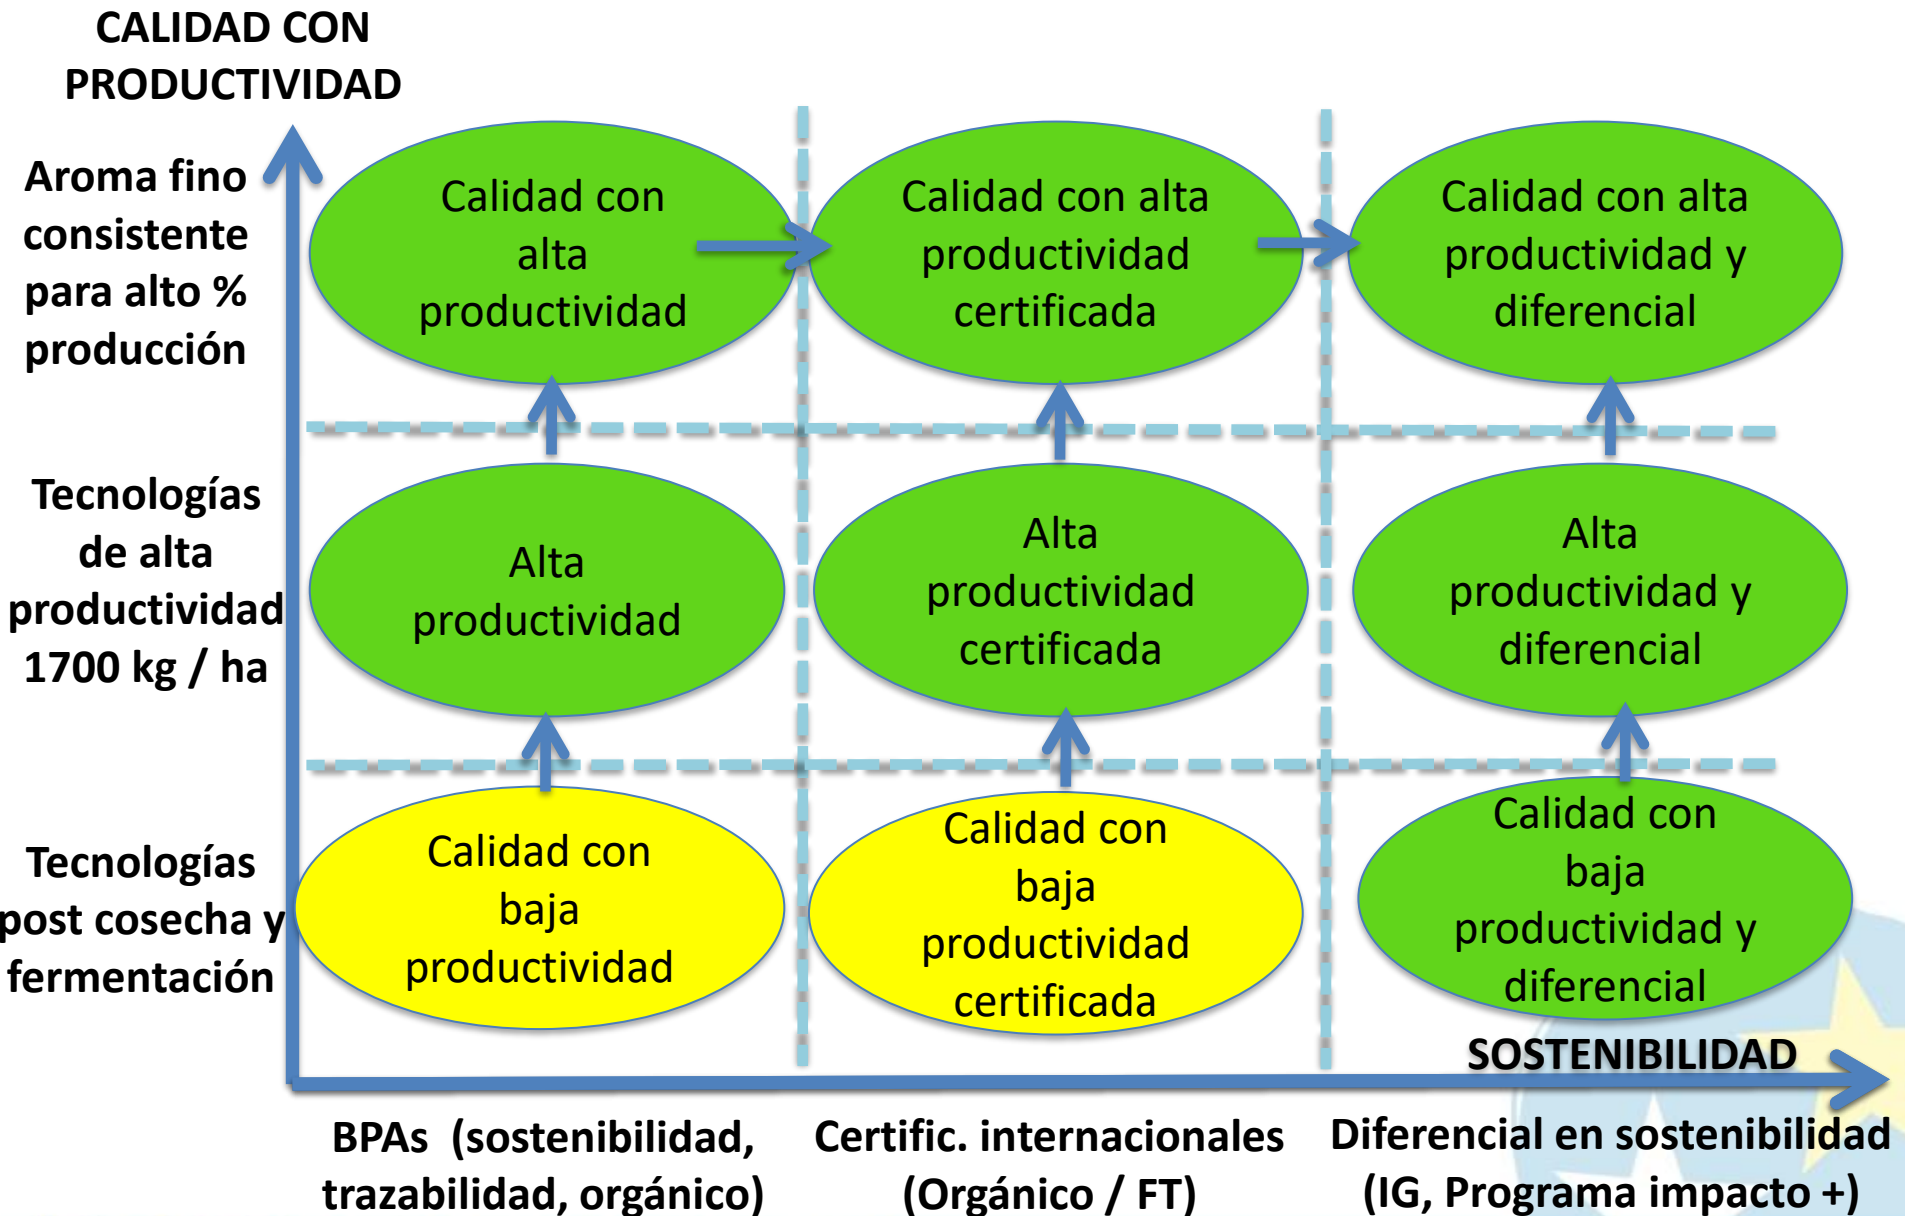 CALIDAD CON
PRODUCTIVIDAD
Aroma fino
consistente
para alto %
producción
Calidad con
alta
productividad
Calidad con alta
productividad
certificada
Calidad con alta
productividad y
diferencial
Tecnologías
de alta
productividad
1700 kg / ha
Alta
productividad
Alta
productividad
certificada
Alta
productividad y
diferencial
Tecnologías
post cosecha y
fermentación
Calidad con
baja
productividad
Calidad con
baja
productividad
certificada
Calidad con
baja
productividad y
diferencial
SOSTENIBILIDAD
BPAs (sostenibilidad,
trazabilidad, orgánico)
Certific. internacionales
(Orgánico / FT)
Diferencial en sostenibilidad
(IG, Programa impacto +)